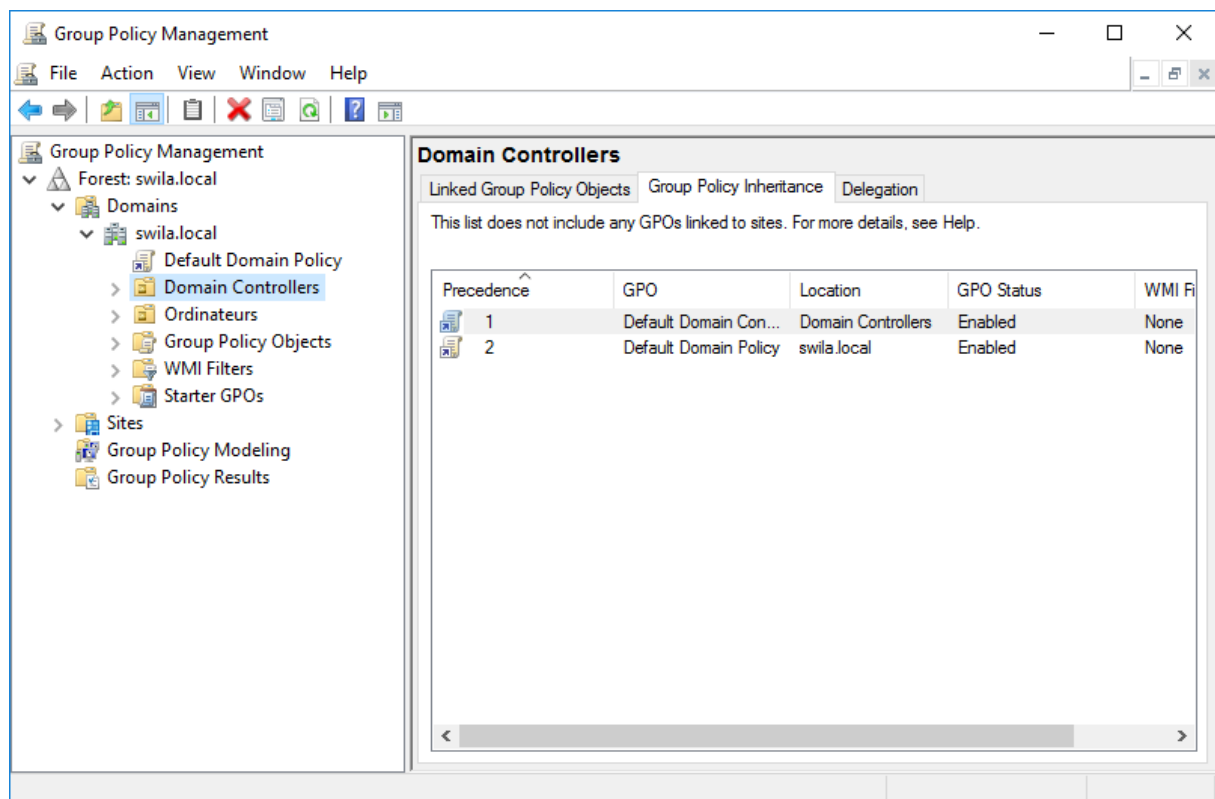 Group Policy Management
File Action View Window Help
Group Policy Management
Forest: swila.local
Domains
swila.local
Default Domain Policy
Domain Controllers
Ordinateurs
Group Policy Objects
WMI Filters
Starter GPOs
Sites
Group Policy Modeling
Group Policy Results
Domain Controllers
Linked Group Policy Objects Group Policy Inheritance Delegation
This list does not include any GPOs linked to sites. For more details, see Help.
Precedence GPO Location GPO Status WMI Fi
1 Default Domain Con... Domain Controllers Enabled None
2 Default Domain Policy swila.local Enabled None